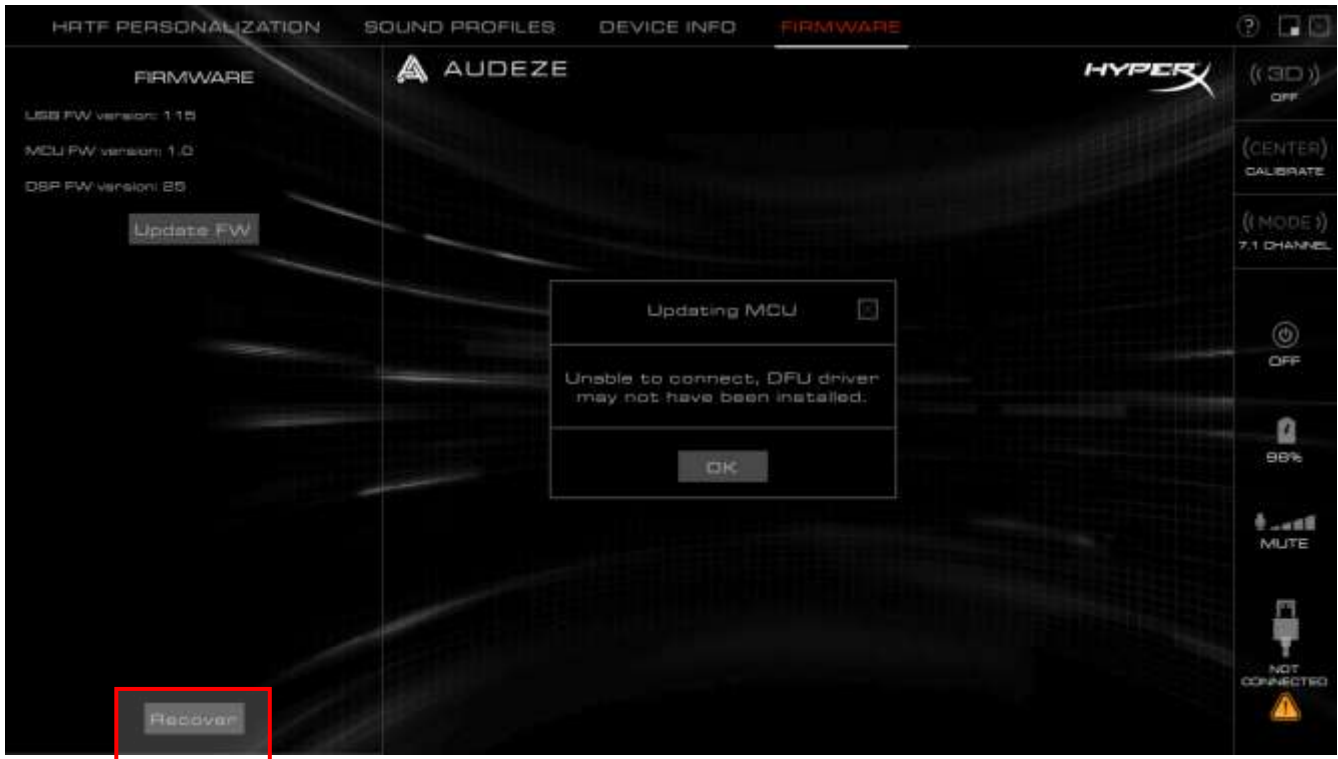 HRTF PERSONALIZATION SOUND PROFILES DEVICE INFO FIRMWARE ?
FIRMWARE
USB FW version: 115
MCU FW version: 1.0
DSP FW version: 25
Update FW
Recover
AUDEZE
HYPERX
Updating MCU
Unable to connect, DFU driver
may not have been installed.
OK
((3D))
OFF
(CENTER)
CALIBRATE
((MODE))
7.1 CHANNEL
OFF
98%
MUTE
NOT
CONNECTED